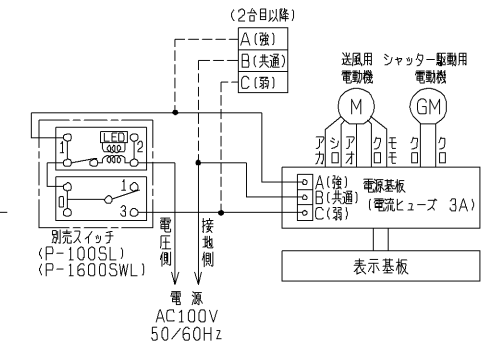 (2台目以降)
A(強)
B(共通)
C(弱)
送風用
電動機
シャッター駆動用
電動機
M
GM
アカ
シロ
アオ
クロ
モモ
クロ
クロ
LED
1
2
1
3
0
A(強)
B(共通)
C(弱)
電源基板
(電流ヒューズ 3A)
表示基板
別売スイッチ
(P-100SL)
(P-1600SWL)
電圧側
接地側
電源
AC100V
50/60Hz